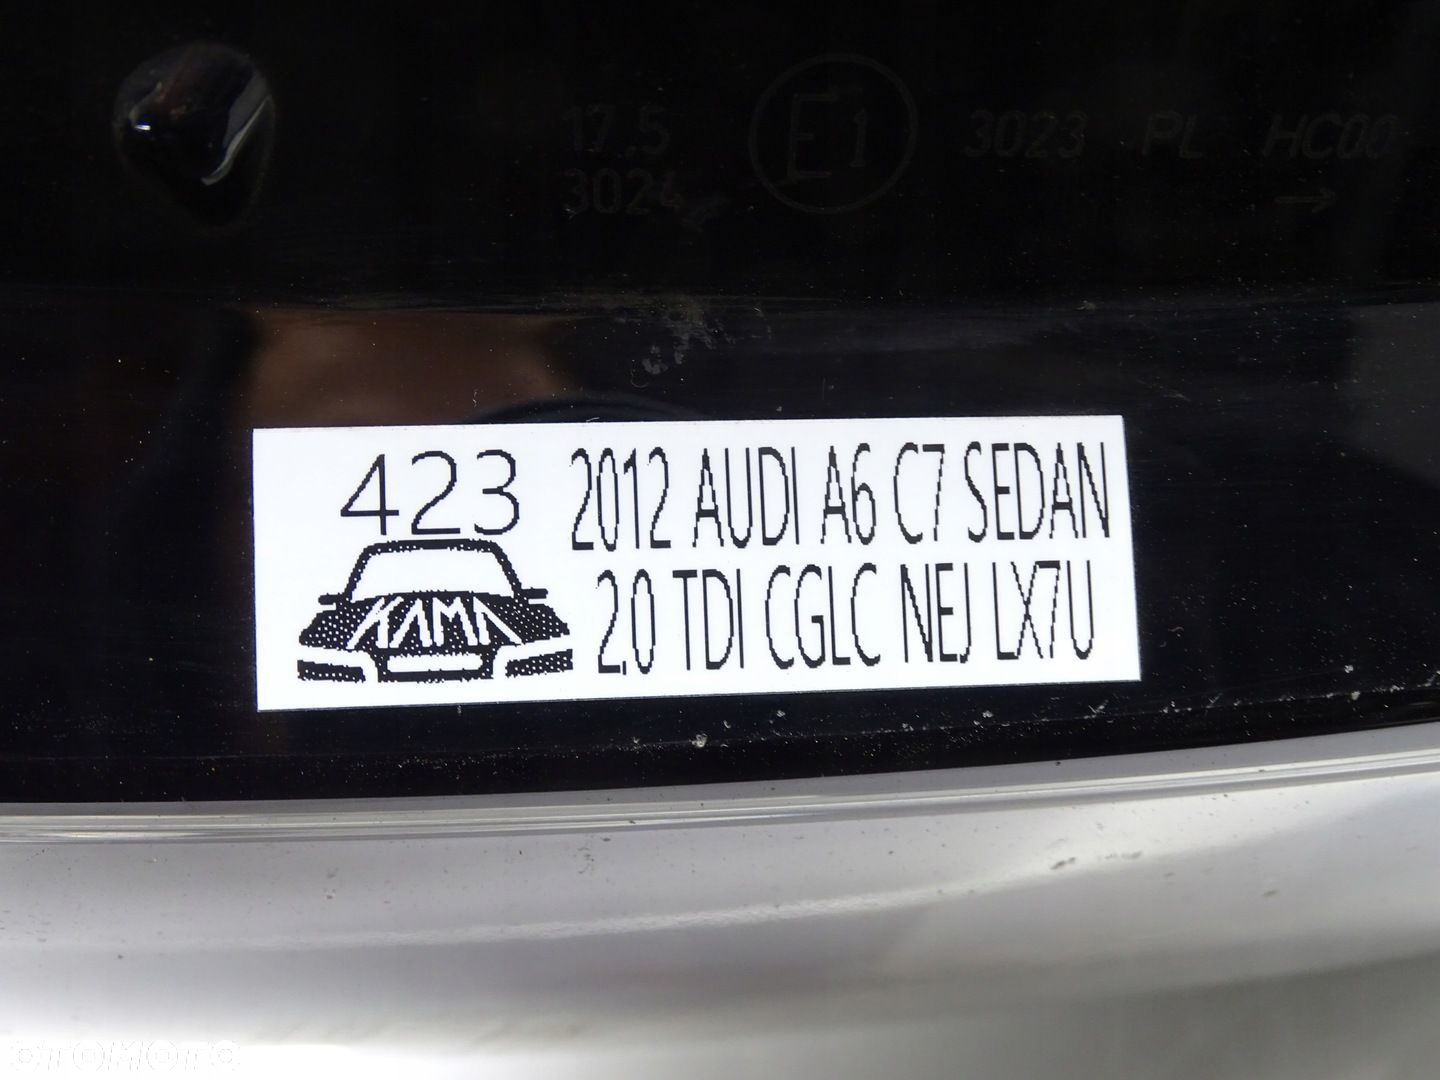 17.5 E1 3023 PL HC00
3024 →
423 2012 AUDI A6 C7 SEDAN
KAMA 2.0 TDI CGLC NEJ LX7U
OTOMOTO